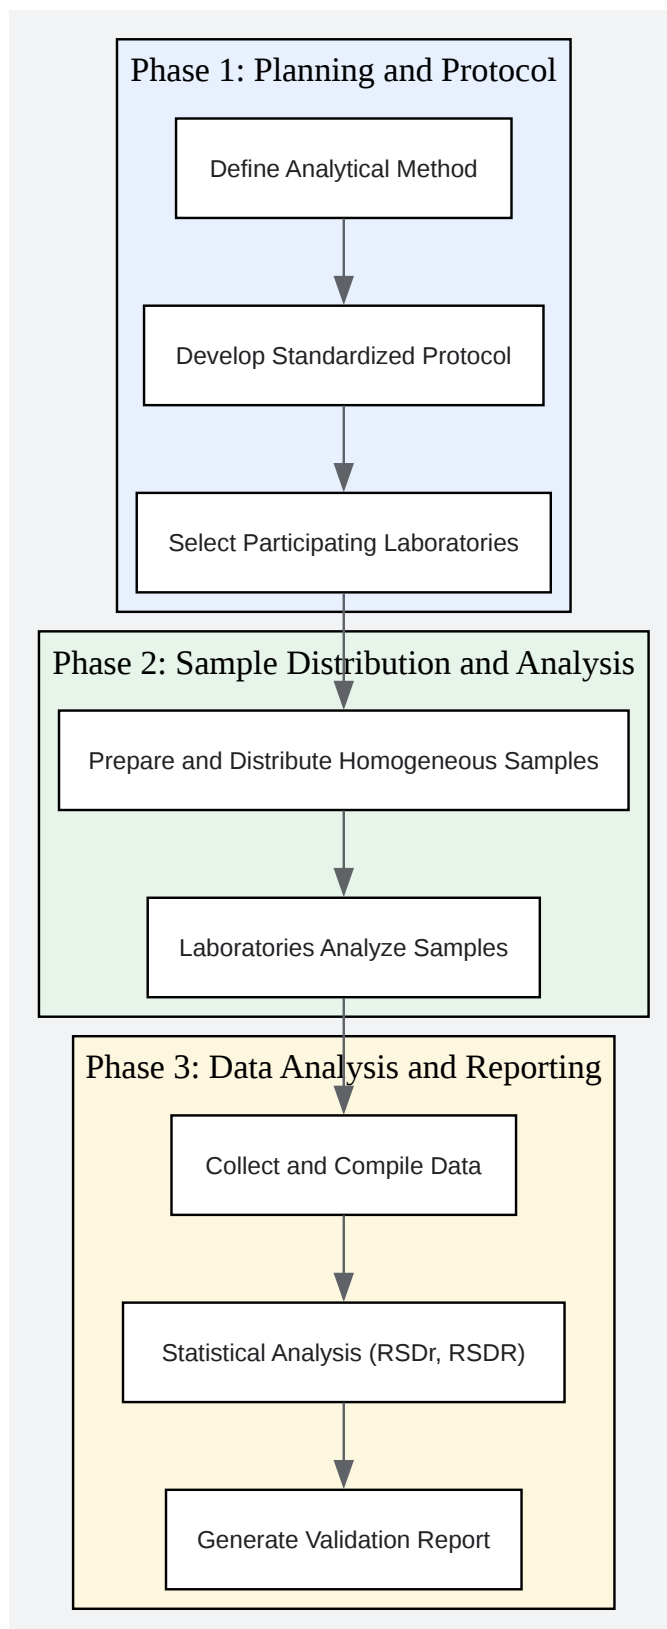 Phase 1: Planning and Protocol
Define Analytical Method
Develop Standardized Protocol
Select Participating Laboratories
Phase 2: Sample Distribution and Analysis
Prepare and Distribute Homogeneous Samples
Laboratories Analyze Samples
Phase 3: Data Analysis and Reporting
Collect and Compile Data
Statistical Analysis (RSDr, RSDR)
Generate Validation Report